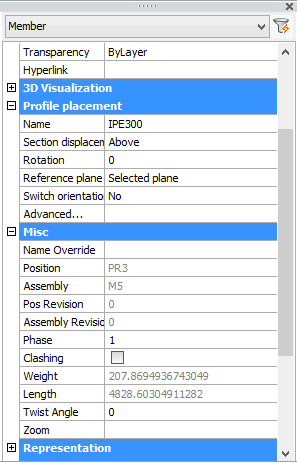 Member
Transparency ByLayer
Hyperlink
3D Visualization
Profile placement
Name IPE300
Section displacem Above
Rotation 0
Reference plane Selected plane
Switch orientatio No
Advanced...
Misc
Name Override
Position PR3
Assembly M5
Pos Revision 0
Assembly Revisio 0
Phase 1
Clashing
Weight 207.8694936743049
Length 4828.60304911282
Twist Angle 0
Zoom
Representation